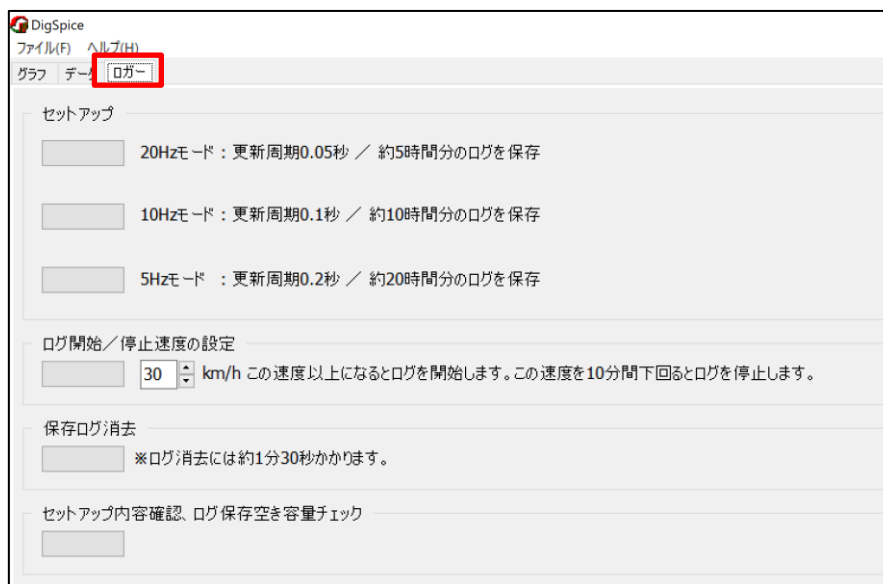 DigSpice
ファイル(F) ヘルプ(H)
グラフ データ ロガー
セットアップ
20Hzモード：更新周期0.05秒 ／ 約5時間分のログを保存
10Hzモード：更新周期0.1秒 ／ 約10時間分のログを保存
5Hzモード ：更新周期0.2秒 ／ 約20時間分のログを保存
ログ開始／停止速度の設定
30 km/h この速度以上になるとログを開始します。この速度を10分間下回るとログを停止します。
保存ログ消去
※ログ消去には約1分30秒かかります。
セットアップ内容確認、ログ保存空き容量チェック